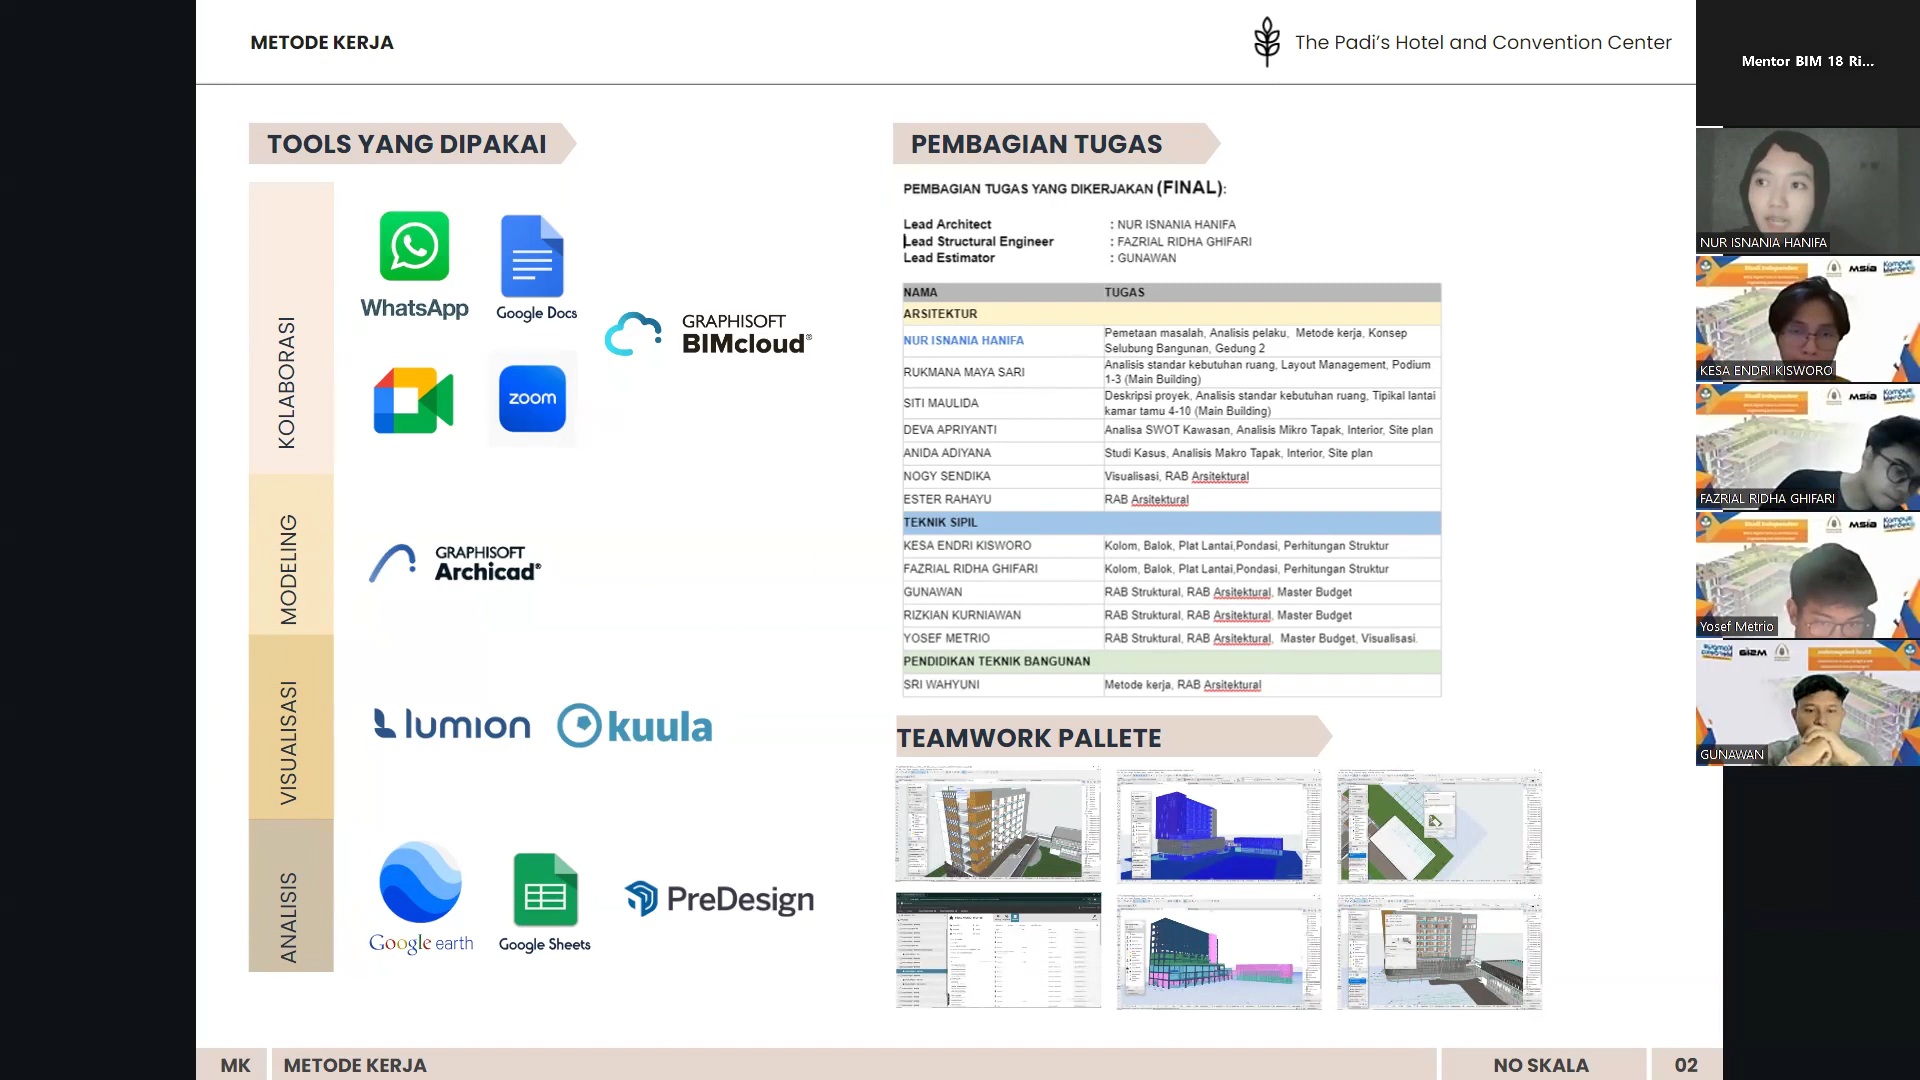 METODE KERJA
The Padi's Hotel and Convention Center
TOOLS YANG DIPAKAI
KOLABORASI
WhatsApp
Google Docs
GRAPHISOFT
BIMcloud®
zoom
MODELING
GRAPHISOFT
Archicad®
VISUALISASI
lumion
kuula
ANALISIS
Google earth
Google Sheets
PreDesign
PEMBAGIAN TUGAS
PEMBAGIAN TUGAS YANG DIKERJAKAN (FINAL):
Lead Architect : NUR ISNANIA HANIFA
Lead Structural Engineer : FAZRIAL RIDHA GHIFARI
Lead Estimator : GUNAWAN
NAMA TUGAS
ARSITEKTUR
NUR ISNANIA HANIFA Pemetaan masalah, Analisis pelaku, Metode kerja, Konsep
Selubung Bangunan, Gedung 2
RUKMANA MAYA SARI Analisis standar kebutuhan ruang, Layout Management, Podium
1-3 (Main Building)
SITI MAULIDA Deskripsi proyek, Analisis standar kebutuhan ruang, Tipikal lantai
kamar tamu 4-10 (Main Building)
DEVA APRIYANTI Analisa SWOT Kawasan, Analisis Mikro Tapak, Interior, Site plan
ANIDA ADIYANA Studi Kasus, Analisis Makro Tapak, Interior, Site plan
NOGY SENDIKA Visualisasi, RAB Arsitektural
ESTER RAHAYU RAB Arsitektural
TEKNIK SIPIL
KESA ENDRI KISWORO Kolom, Balok, Plat Lantai,Pondasi, Perhitungan Struktur
FAZRIAL RIDHA GHIFARI Kolom, Balok, Plat Lantai,Pondasi, Perhitungan Struktur
GUNAWAN RAB Struktural, RAB Arsitektural, Master Budget
RIZKIAN KURNIAWAN RAB Struktural, RAB Arsitektural, Master Budget
YOSEF METRIO RAB Struktural, RAB Arsitektural, Master Budget, Visualisasi.
PENDIDIKAN TEKNIK BANGUNAN
SRI WAHYUNI Metode kerja, RAB Arsitektural
TEAMWORK PALLETE
MK METODE KERJA NO SKALA 02
Mentor BIM 18 Ri...
NUR ISNANIA HANIFA
KESA ENDRI KISWORO
FAZRIAL RIDHA GHIFARI
Yosef Metrio
GUNAWAN